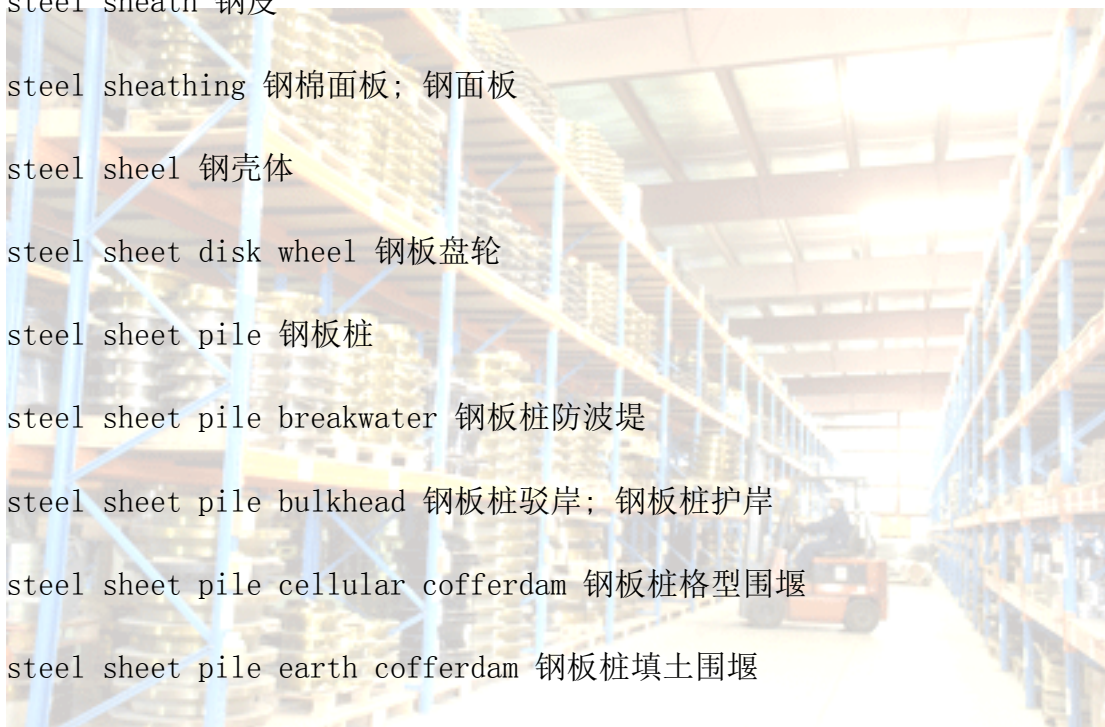 steel sheath 钢皮
steel sheathing 钢棉面板; 钢面板
steel sheel 钢壳体
steel sheet disk wheel 钢板盘轮
steel sheet pile 钢板桩
steel sheet pile breakwater 钢板桩防波堤
steel sheet pile bulkhead 钢板桩驳岸; 钢板桩护岸
steel sheet pile cellular cofferdam 钢板桩格型围堰
steel sheet pile earth cofferdam 钢板桩填土围堰